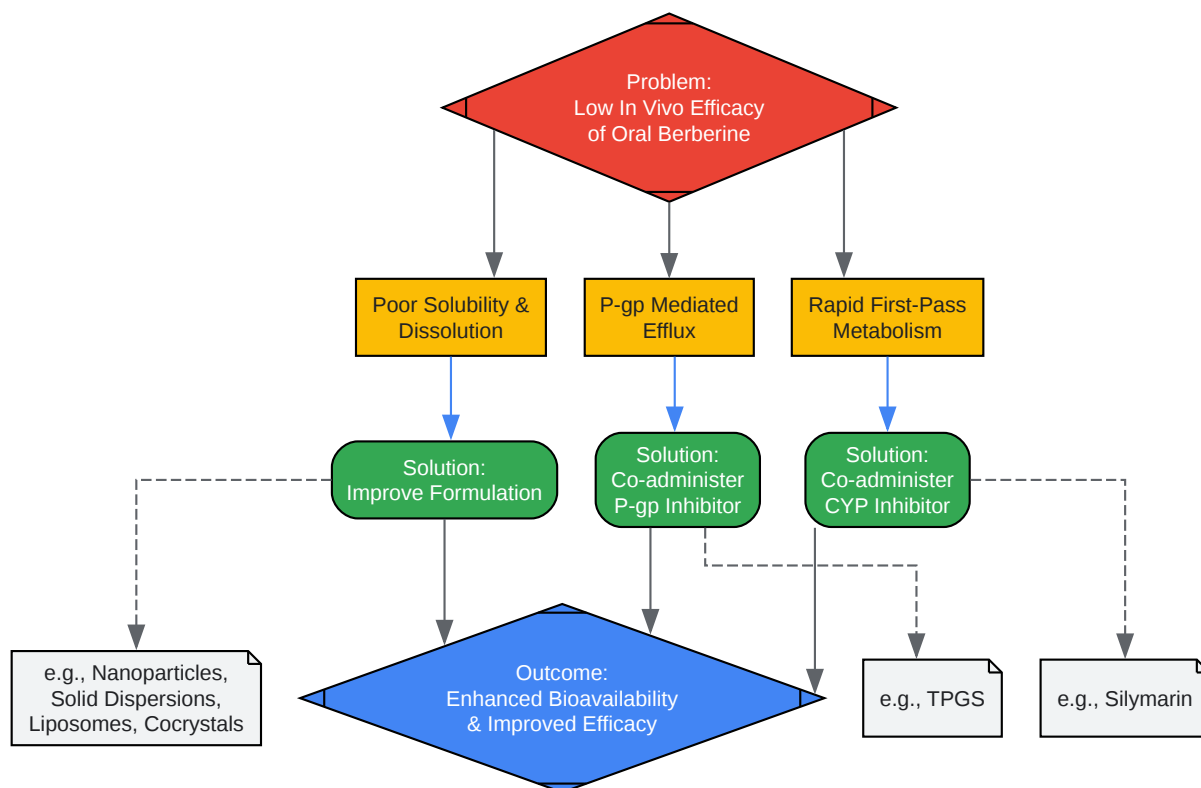 Problem:
Low In Vivo Efficacy
of Oral Berberine
Poor Solubility &
Dissolution
P-gp Mediated
Efflux
Rapid First-Pass
Metabolism
Solution:
Improve Formulation
Solution:
Co-administer
P-gp Inhibitor
Solution:
Co-administer
CYP Inhibitor
e.g., Nanoparticles,
Solid Dispersions,
Liposomes, Cocrystals
Outcome:
Enhanced Bioavailability
& Improved Efficacy
e.g., TPGS
e.g., Silymarin